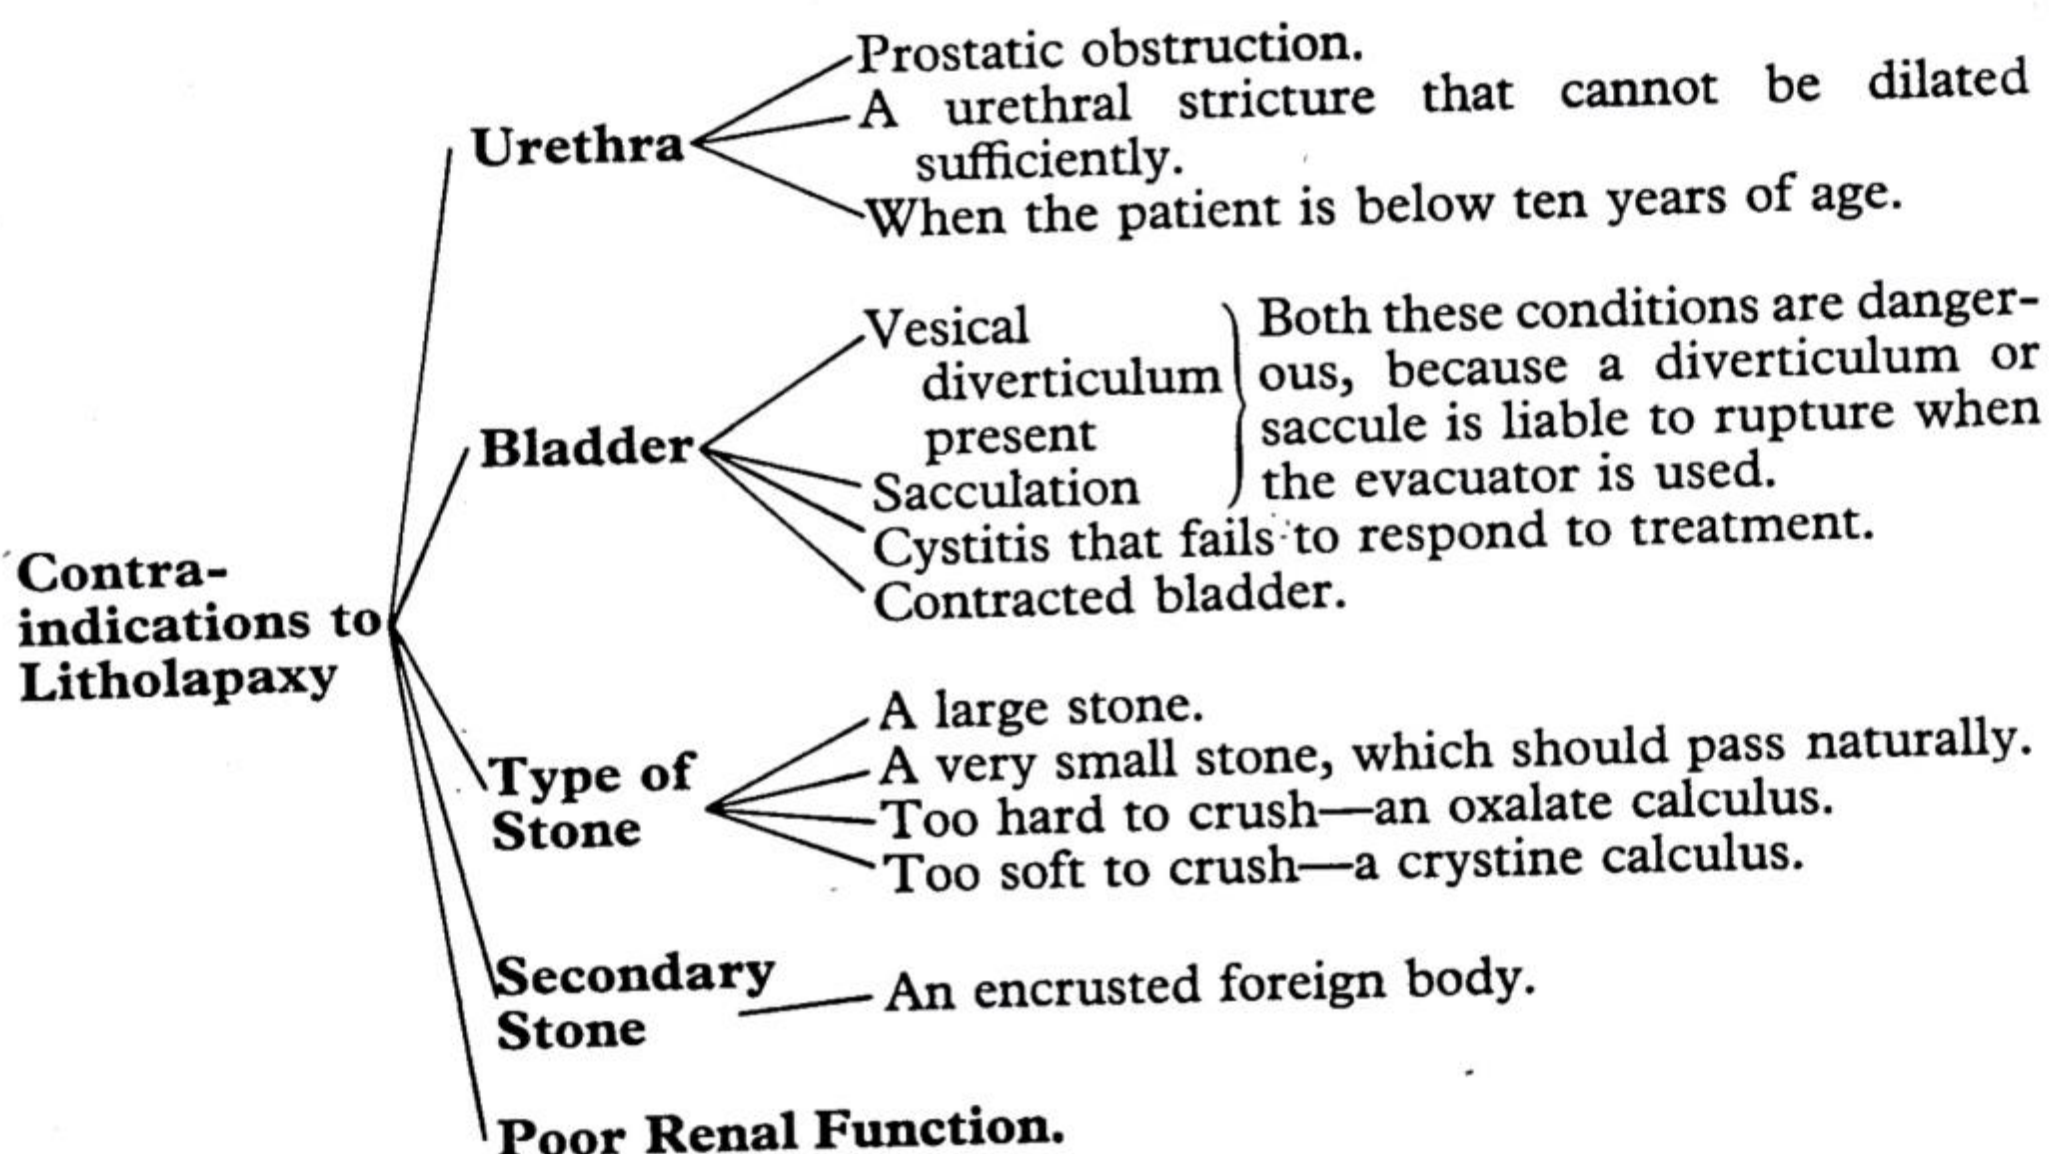 Prostatic obstruction.
A urethral stricture that cannot be dilated
sufficiently.
Urethra
When the patient is below ten years of age.
Vesical
diverticulum
present
Sacculation
Both these conditions are danger-
ous, because a diverticulum or
saccule is liable to rupture when
the evacuator is used.
Bladder
Cystitis that fails to respond to treatment.
Contracted bladder.
Contra-
indications to
Litholapaxy
A large stone.
A very small stone, which should pass naturally.
Type of
Stone
Too hard to crush—an oxalate calculus.
Too soft to crush—a crystine calculus.
Secondary
Stone
An encrusted foreign body.
Poor Renal Function.